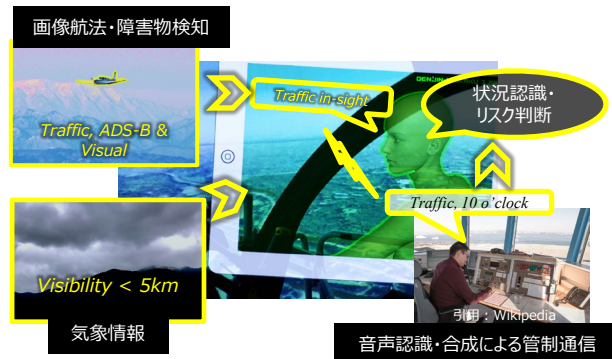 画像航法・障害物検知
Traffic, ADS-B &
Visual
Traffic in-sight
状況認識・
リスク判断
Visibility < 5km
気象情報
Traffic, 10 o'clock
引用：Wikipedia
音声認識・合成による管制通信